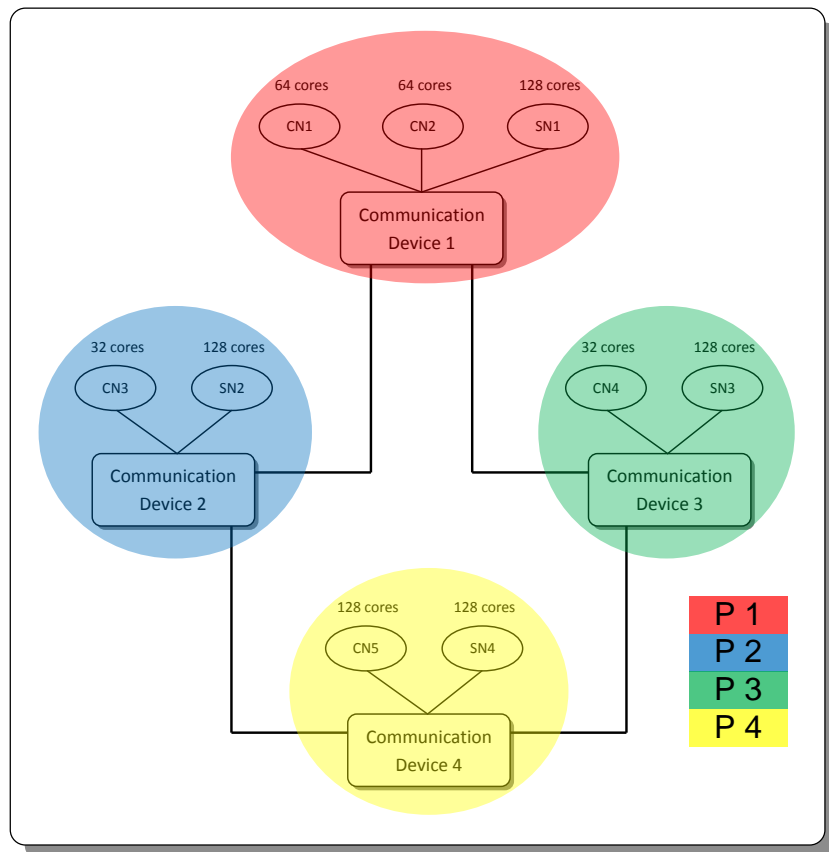 64 cores
64 cores
128 cores
CN1
CN2
SN1
Communication
Device 1
32 cores
128 cores
CN3
SN2
Communication
Device 2
32 cores
128 cores
CN4
SN3
Communication
Device 3
128 cores
128 cores
CN5
SN4
Communication
Device 4
P 1
P 2
P 3
P 4